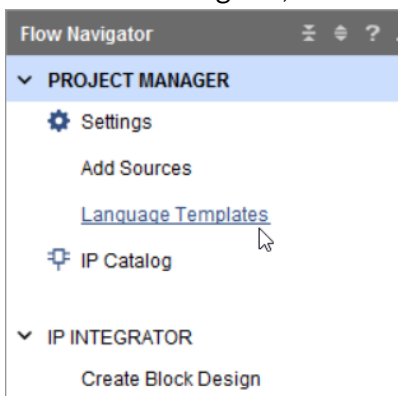 Flow Navigator ?
PROJECT MANAGER
Settings
Add Sources
Language Templates
IP Catalog
IP INTEGRATOR
Create Block Design